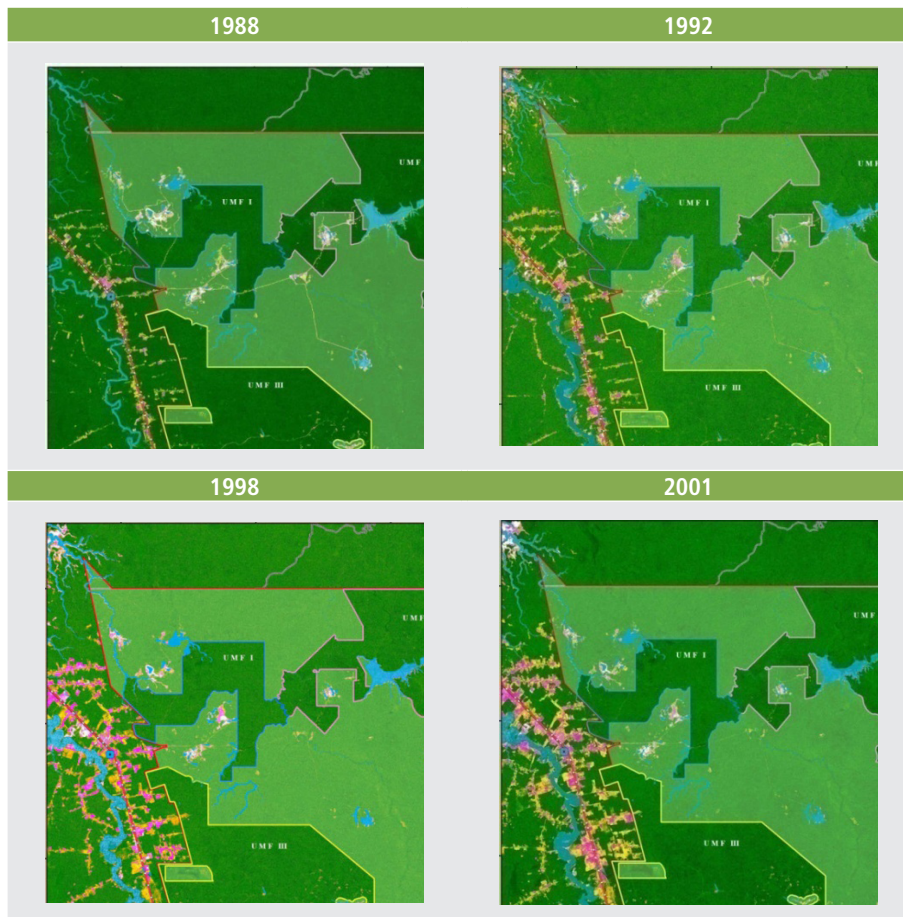 1988
1992
UMF
UMF I
UMF III
UMF
UMF I
UMF III
1998
2001
UMF
UMF I
UMF III
UMF
UMF I
UMF III